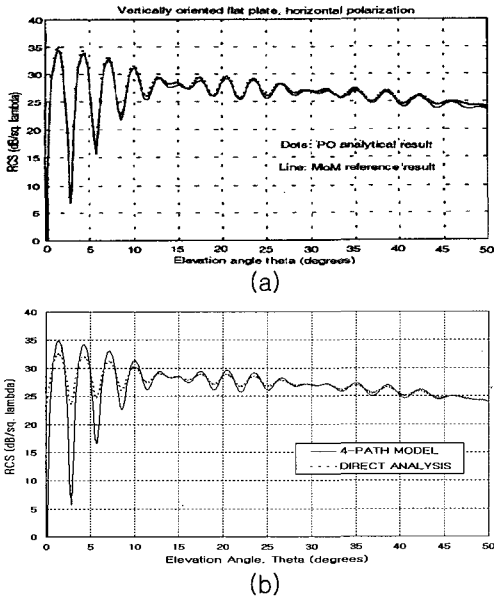 Vertically oriented flat plate, horizontal polarization
40
35
30
25
20
15
10
5
0
RCS (dB/sq. lambda)
Dots: PO analytical result
Line: MoM reference result
0 5 10 15 20 25 30 35 40 45 50
Elevation angle theta (degrees)
(a)
40
35
30
25
20
15
10
5
0
RCS (dB/sq, lambda)
4-PATH MODEL
DIRECT ANALYSIS
0 5 10 15 20 25 30 35 40 45 50
Elevation Angle, Theta (degrees)
(b)